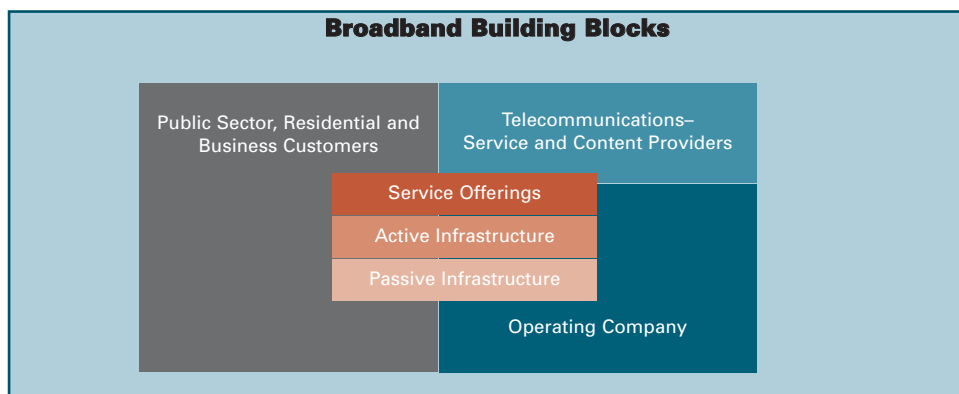 Broadband Building Blocks
Public Sector, Residential and
Business Customers
Telecommunications–
Service and Content Providers
Service Offerings
Active Infrastructure
Passive Infrastructure
Operating Company